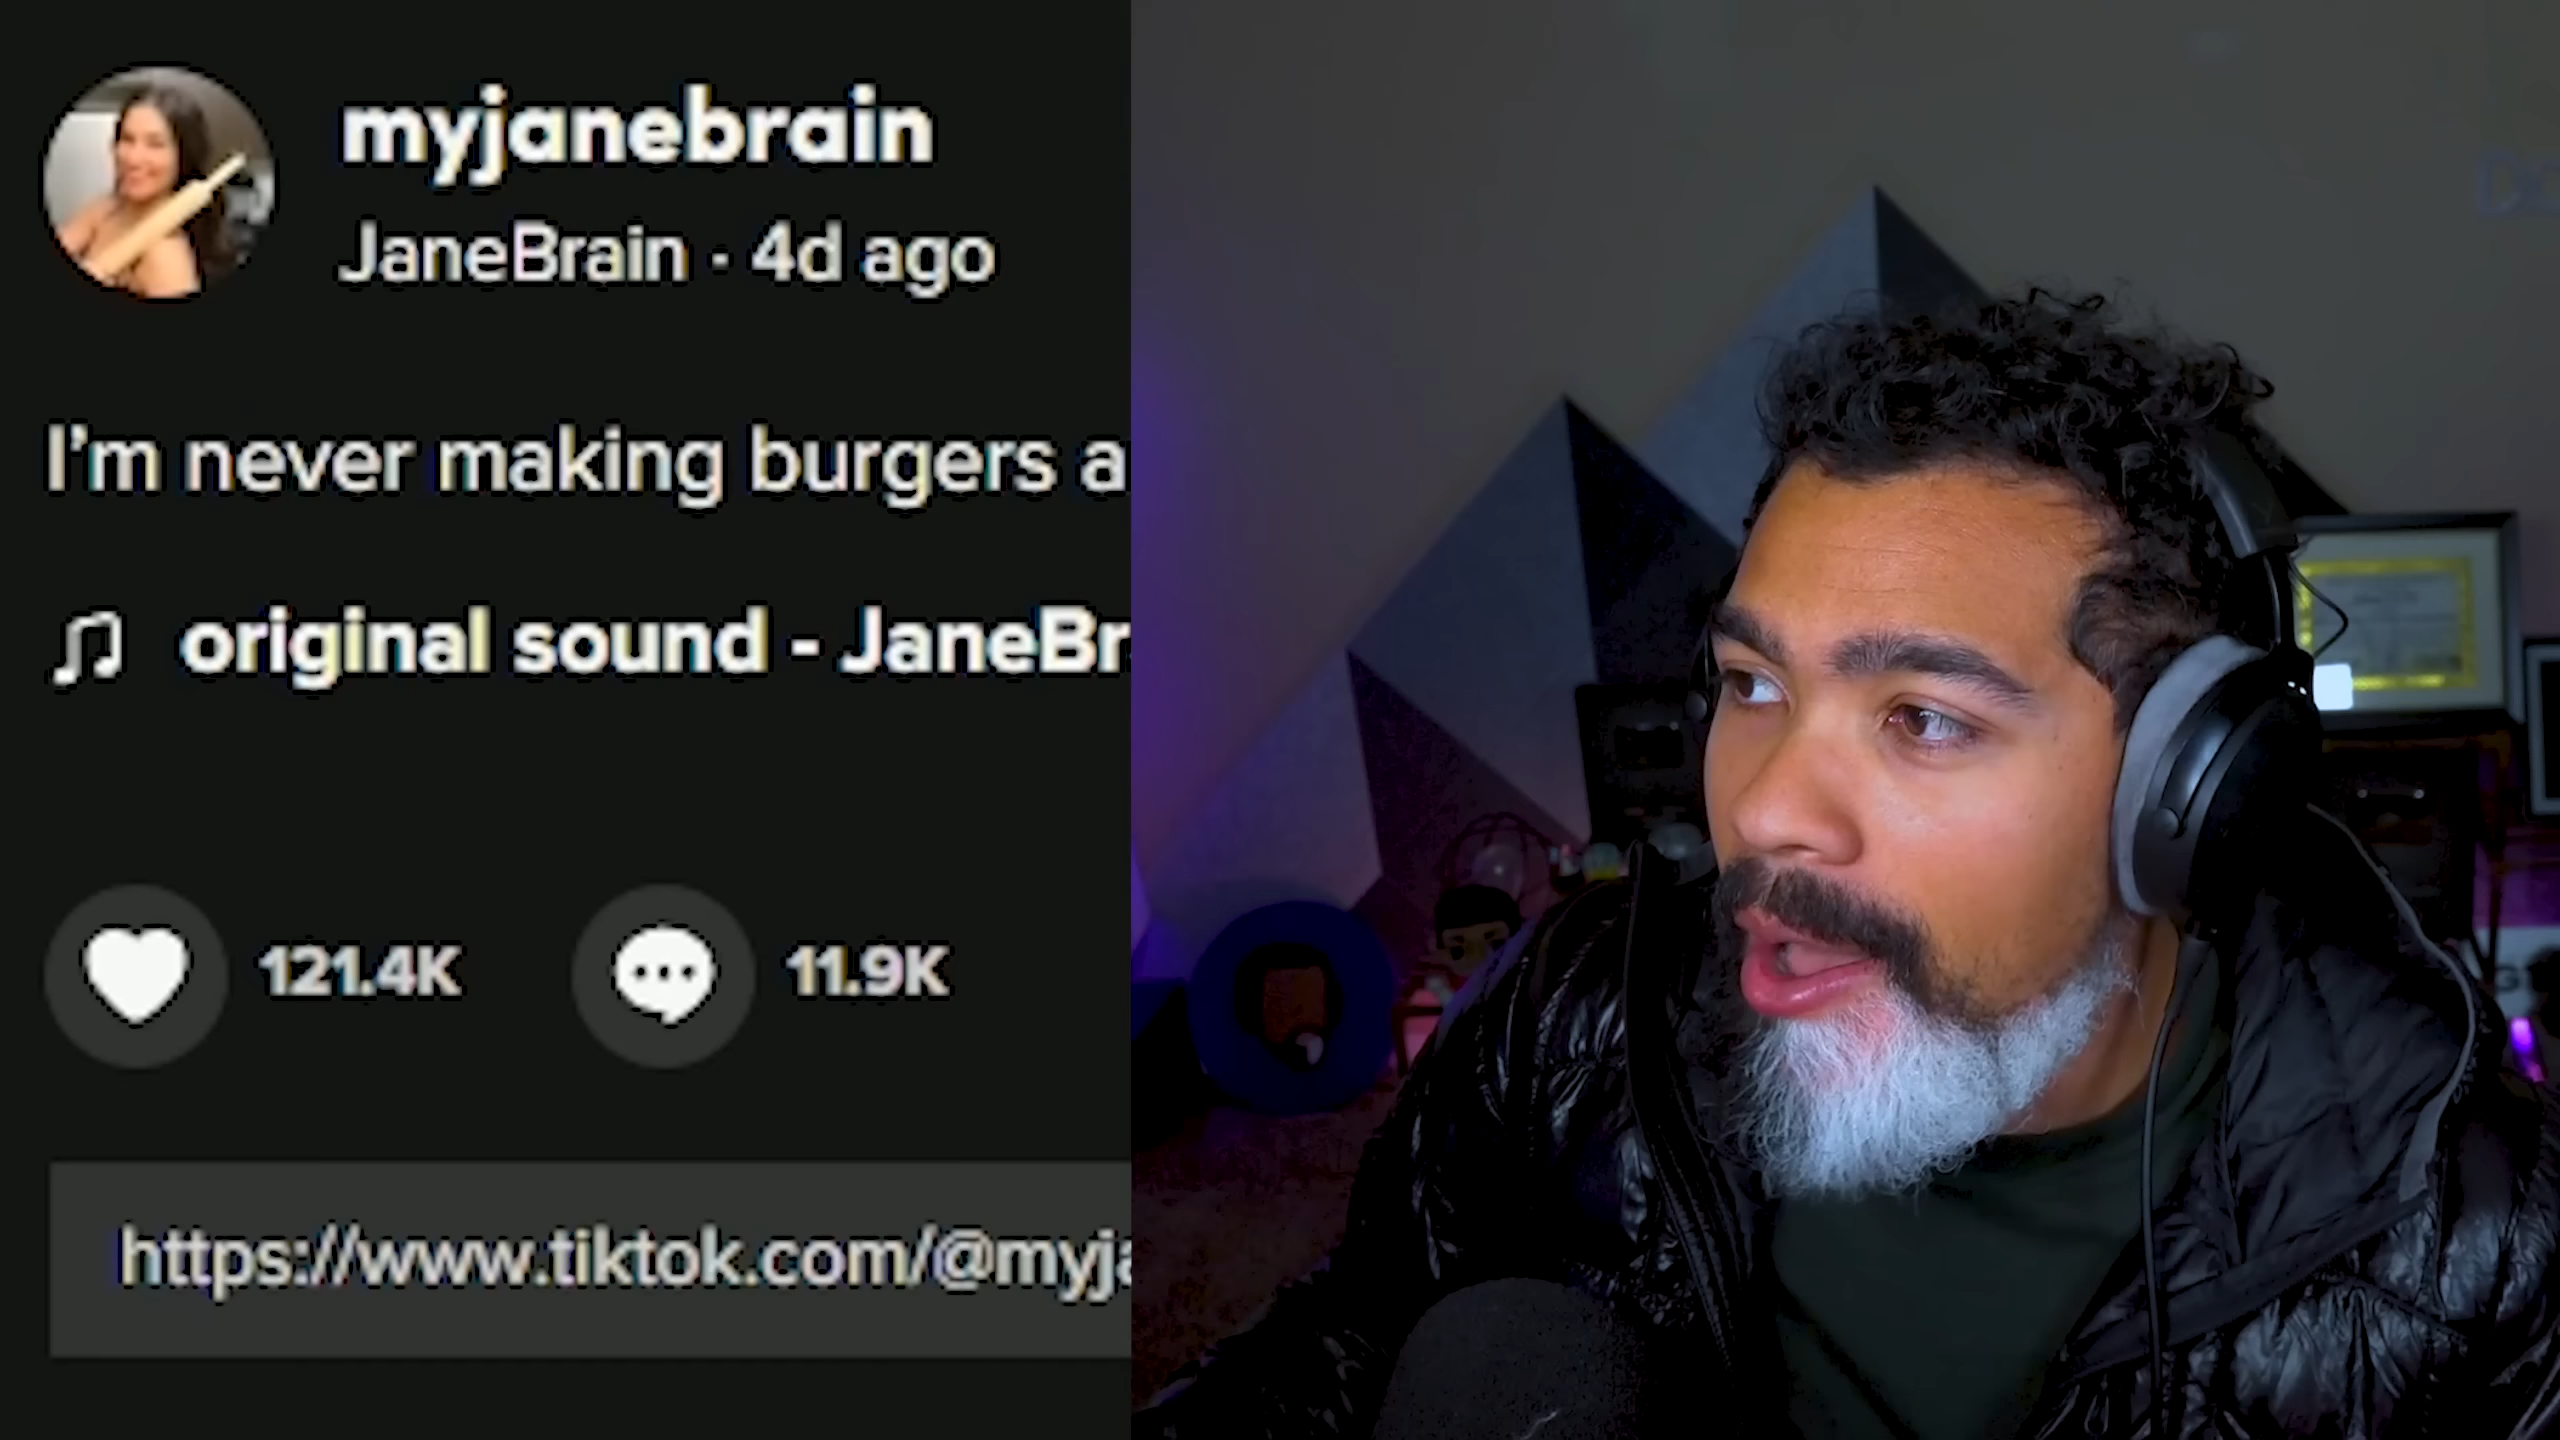 myjanebrain
JaneBrain · 4d ago
I'm never making burgers a
original sound - JaneBr
121.4K
11.9K
https://www.tiktok.com/@myja